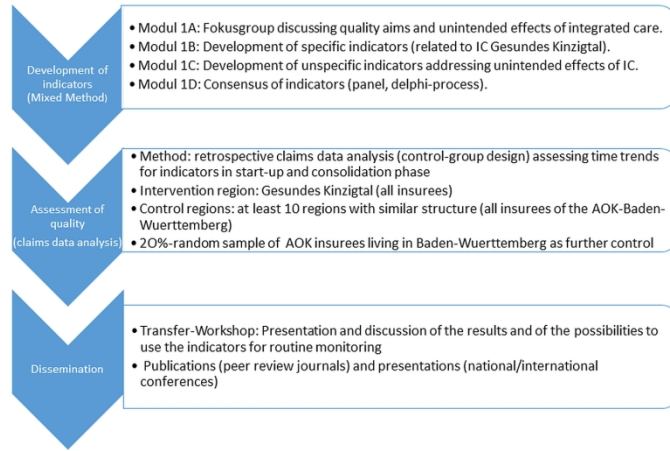 Development of
indicators
(Mixed Method)
• Modul 1A: Fokusgroup discussing quality aims and unintended effects of integrated care.
• Modul 1B: Development of specific indicators (related to IC Gesundes Kinzigtal).
• Modul 1C: Development of unspecific indicators addressing unintended effects of IC.
• Modul 1D: Consensus of indicators (panel, delphi-process).
Assessment of
quality
(claims data analysis)
• Method: retrospective claims data analysis (control-group design) assessing time trends
for indicators in start-up and consolidation phase
• Intervention region: Gesundes Kinzigtal (all insurees)
• Control regions: at least 10 regions with similar structure (all insurees of the AOK-Baden-
Wuerttemberg)
• 2O%-random sample of AOK insurees living in Baden-Wuerttemberg as further control
Dissemination
• Transfer-Workshop: Presentation and discussion of the results and of the possibilities to
use the indicators for routine monitoring
• Publications (peer review journals) and presentations (national/international
conferences)